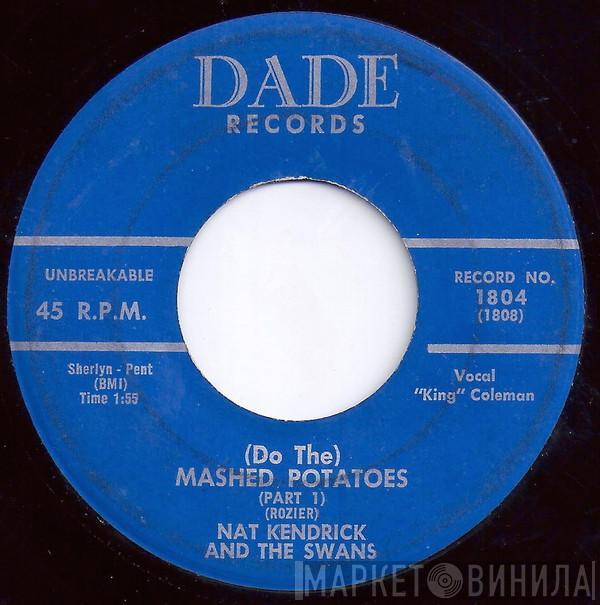 DADE
RECORDS
UNBREAKABLE
45 R.P.M.
RECORD NO.
1804
(1808)
Sherlyn - Pent
(BMI)
Time 1:55
Vocal
"King" Coleman
(Do The)
MASHED POTATOES
(PART 1)
(ROZIER)
NAT KENDRICK
AND THE SWANS
МАРКЕТ ВИНИЛА